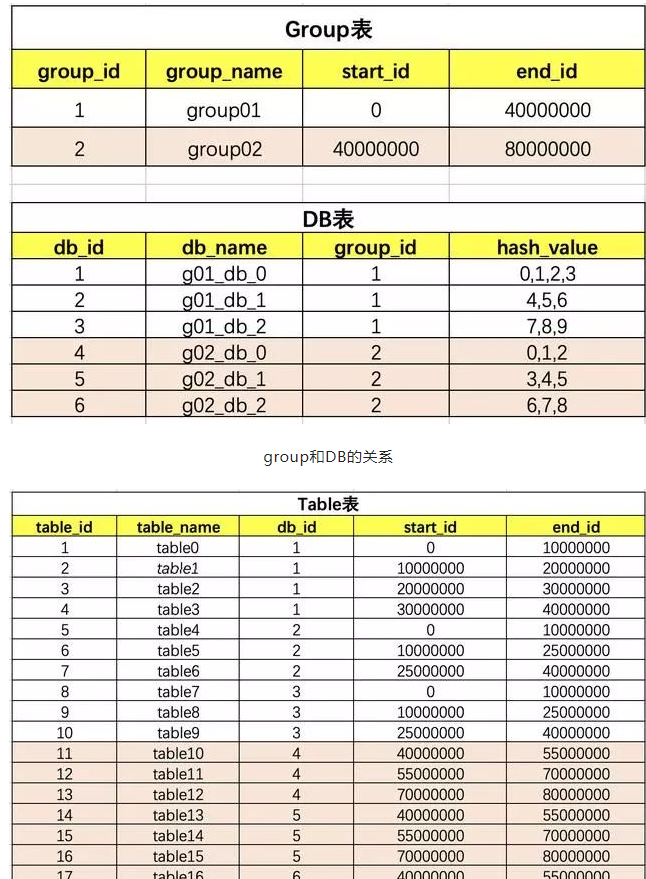 Group表
group_id group_name start_id end_id
1 group01 0 40000000
2 group02 40000000 80000000
DB表
db_id db_name group_id hash_value
1 g01_db_0 1 0,1,2,3
2 g01_db_1 1 4,5,6
3 g01_db_2 1 7,8,9
4 g02_db_0 2 0,1,2
5 g02_db_1 2 3,4,5
6 g02_db_2 2 6,7,8
group和DB的关系
Table表
table_id table_name db_id start_id end_id
1 table0 1 0 10000000
2 table1 1 10000000 20000000
3 table2 1 20000000 30000000
4 table3 1 30000000 40000000
5 table4 2 0 10000000
6 table5 2 10000000 25000000
7 table6 2 25000000 40000000
8 table7 3 0 10000000
9 table8 3 10000000 25000000
10 table9 3 25000000 40000000
11 table10 4 40000000 55000000
12 table11 4 55000000 70000000
13 table12 4 70000000 80000000
14 table13 5 40000000 55000000
15 table14 5 55000000 70000000
16 table15 5 70000000 80000000
17 table16 6 40000000 55000000